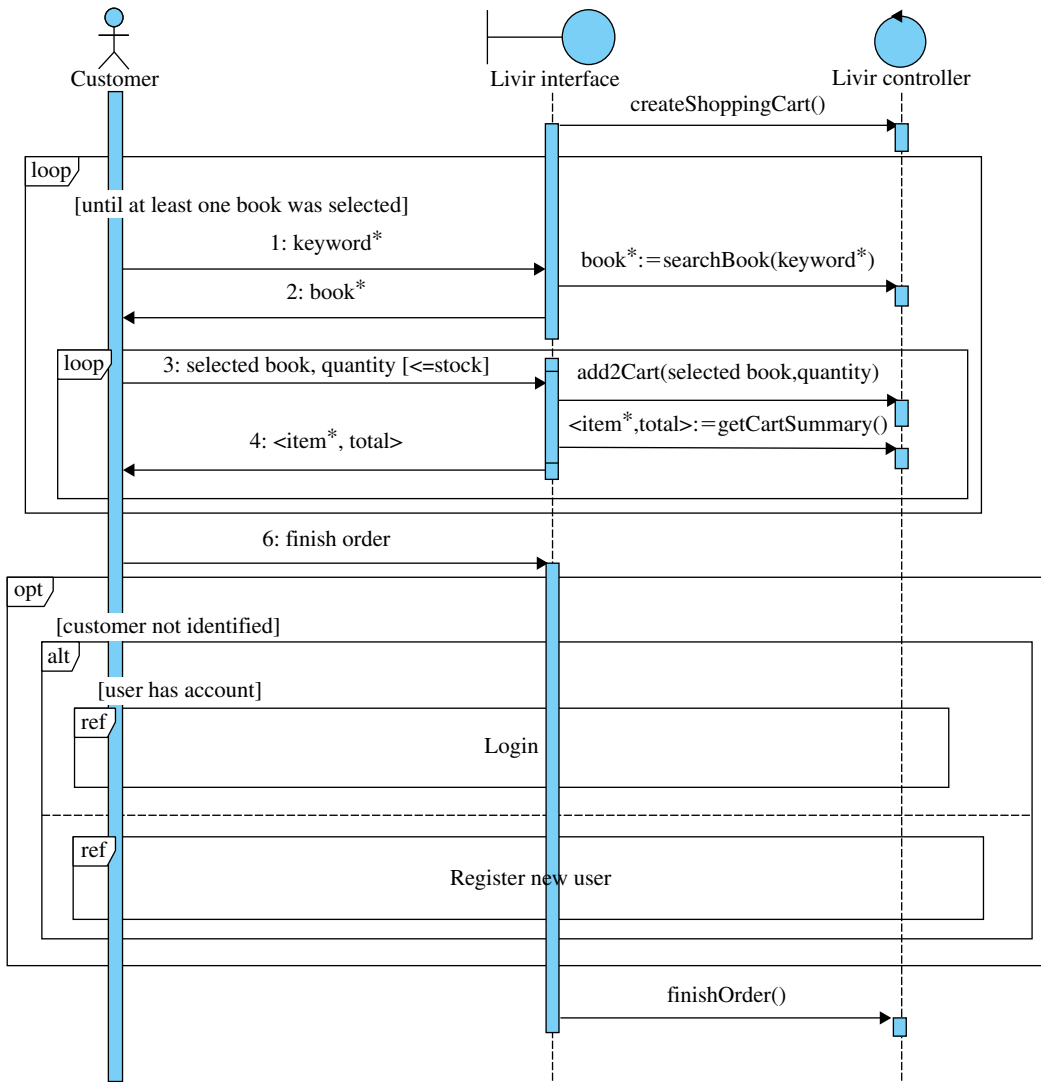 Customer
Livir interface
Livir controller
createShoppingCart()
loop
[until at least one book was selected]
1: keyword*
book*:=searchBook(keyword*)
2: book*
loop
3: selected book, quantity [<=stock]
add2Cart(selected book,quantity)
<item*,total>:=getCartSummary()
4: <item*, total>
6: finish order
opt
[customer not identified]
alt
[user has account]
ref
Login
ref
Register new user
finishOrder()